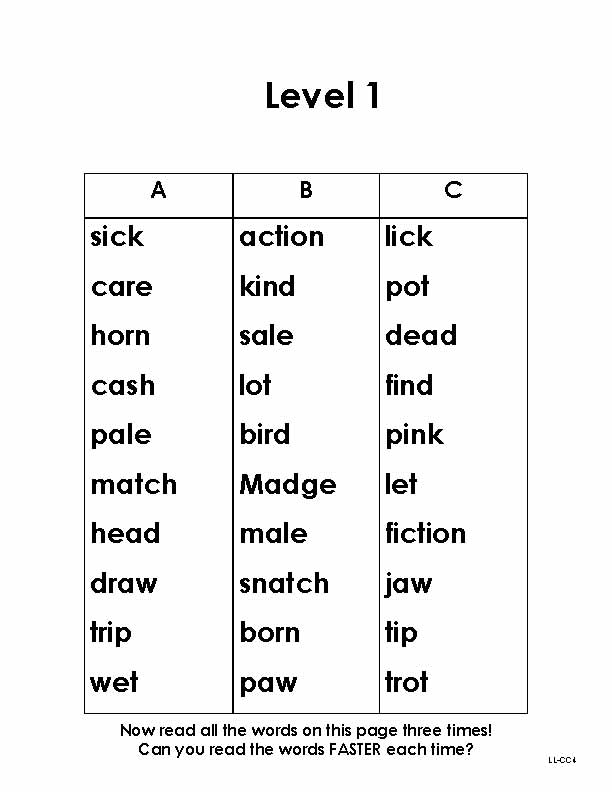 Level 1
A B C
sick action lick
care kind pot
horn sale dead
cash lot find
pale bird pink
match Madge let
head male fiction
draw snatch jaw
trip born tip
wet paw trot
Now read all the words on this page three times!
Can you read the words FASTER each time?
LL-CC4